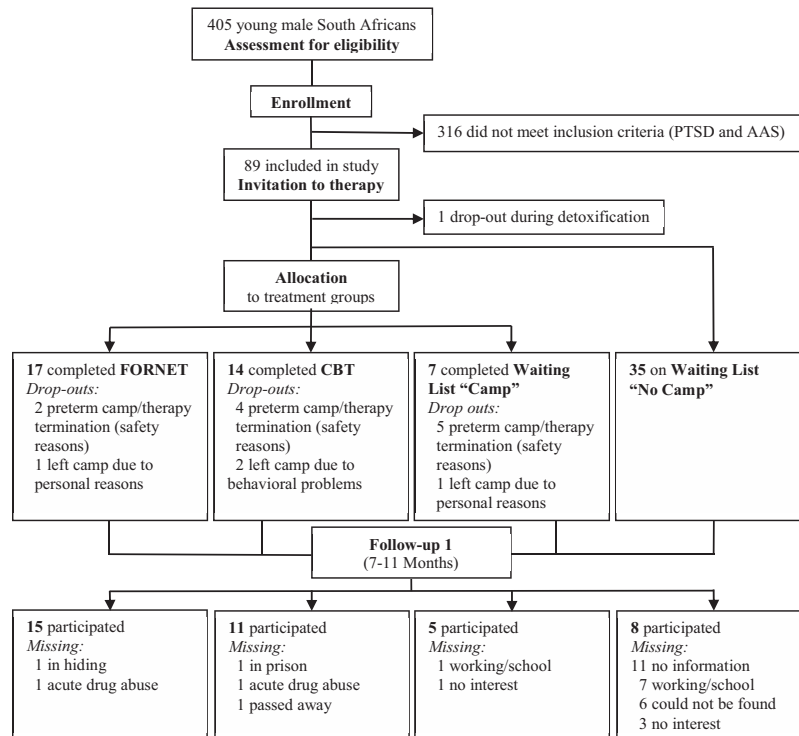 405 young male South Africans
Assessment for eligibility
Enrollment
316 did not meet inclusion criteria (PTSD and AAS)
89 included in study
Invitation to therapy
1 drop-out during detoxification
Allocation
to treatment groups
17 completed FORNET
Drop-outs:
2 preterm camp/therapy
termination (safety
reasons)
1 left camp due to
personal reasons
14 completed CBT
Drop-outs:
4 preterm camp/therapy
termination (safety
reasons)
2 left camp due to
behavioral problems
7 completed Waiting
List “Camp”
Drop outs:
5 preterm camp/therapy
termination (safety
reasons)
1 left camp due to
personal reasons
35 on Waiting List
“No Camp”
Follow-up 1
(7-11 Months)
15 participated
Missing:
1 in hiding
1 acute drug abuse
11 participated
Missing:
1 in prison
1 acute drug abuse
1 passed away
5 participated
Missing:
1 working/school
1 no interest
8 participated
Missing:
11 no information
7 working/school
6 could not be found
3 no interest